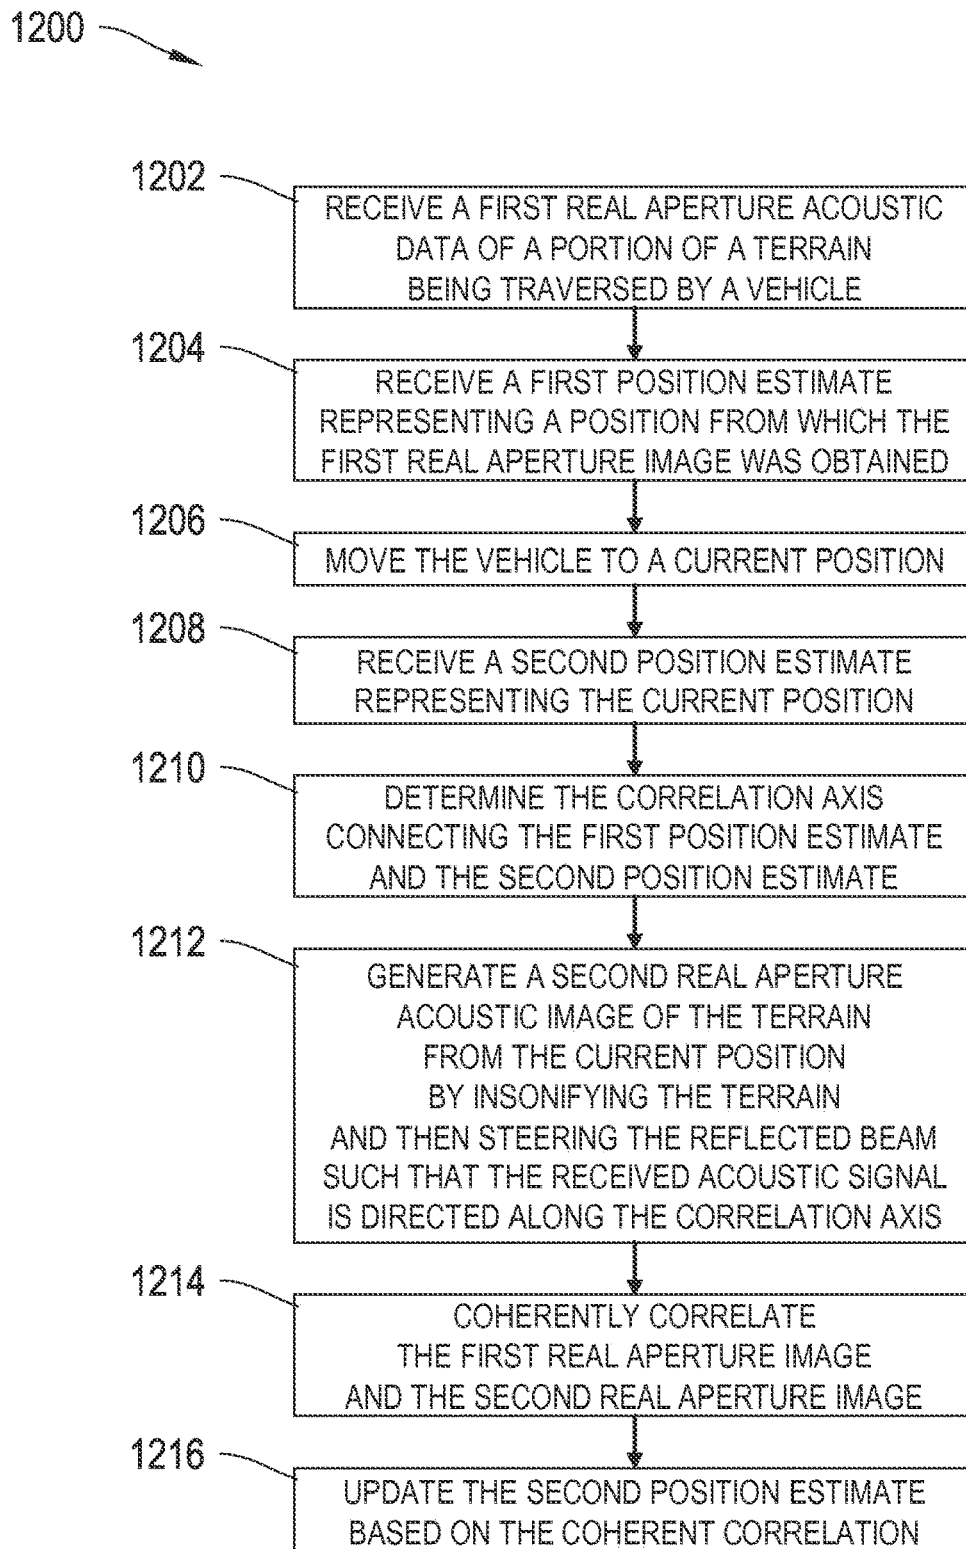 1200
1202
RECEIVE A FIRST REAL APERTURE ACOUSTIC
DATA OF A PORTION OF A TERRAIN
BEING TRAVERSED BY A VEHICLE
1204
RECEIVE A FIRST POSITION ESTIMATE
REPRESENTING A POSITION FROM WHICH THE
FIRST REAL APERTURE IMAGE WAS OBTAINED
1206
MOVE THE VEHICLE TO A CURRENT POSITION
1208
RECEIVE A SECOND POSITION ESTIMATE
REPRESENTING THE CURRENT POSITION
1210
DETERMINE THE CORRELATION AXIS
CONNECTING THE FIRST POSITION ESTIMATE
AND THE SECOND POSITION ESTIMATE
1212
GENERATE A SECOND REAL APERTURE
ACOUSTIC IMAGE OF THE TERRAIN
FROM THE CURRENT POSITION
BY INSONIFYING THE TERRAIN
AND THEN STEERING THE REFLECTED BEAM
SUCH THAT THE RECEIVED ACOUSTIC SIGNAL
IS DIRECTED ALONG THE CORRELATION AXIS
1214
COHERENTLY CORRELATE
THE FIRST REAL APERTURE IMAGE
AND THE SECOND REAL APERTURE IMAGE
1216
UPDATE THE SECOND POSITION ESTIMATE
BASED ON THE COHERENT CORRELATION